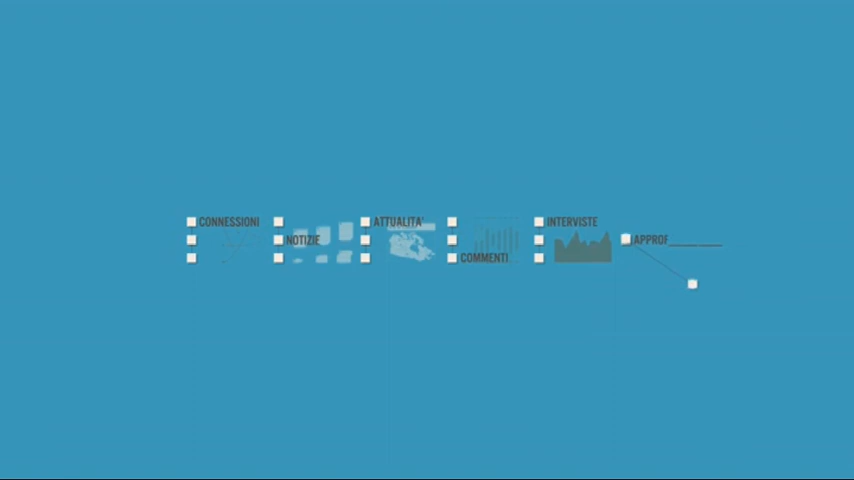 CONNESSIONI
NOTIZIE
ATTUALITA'
COMMENTI
INTERVISTE
APPROF